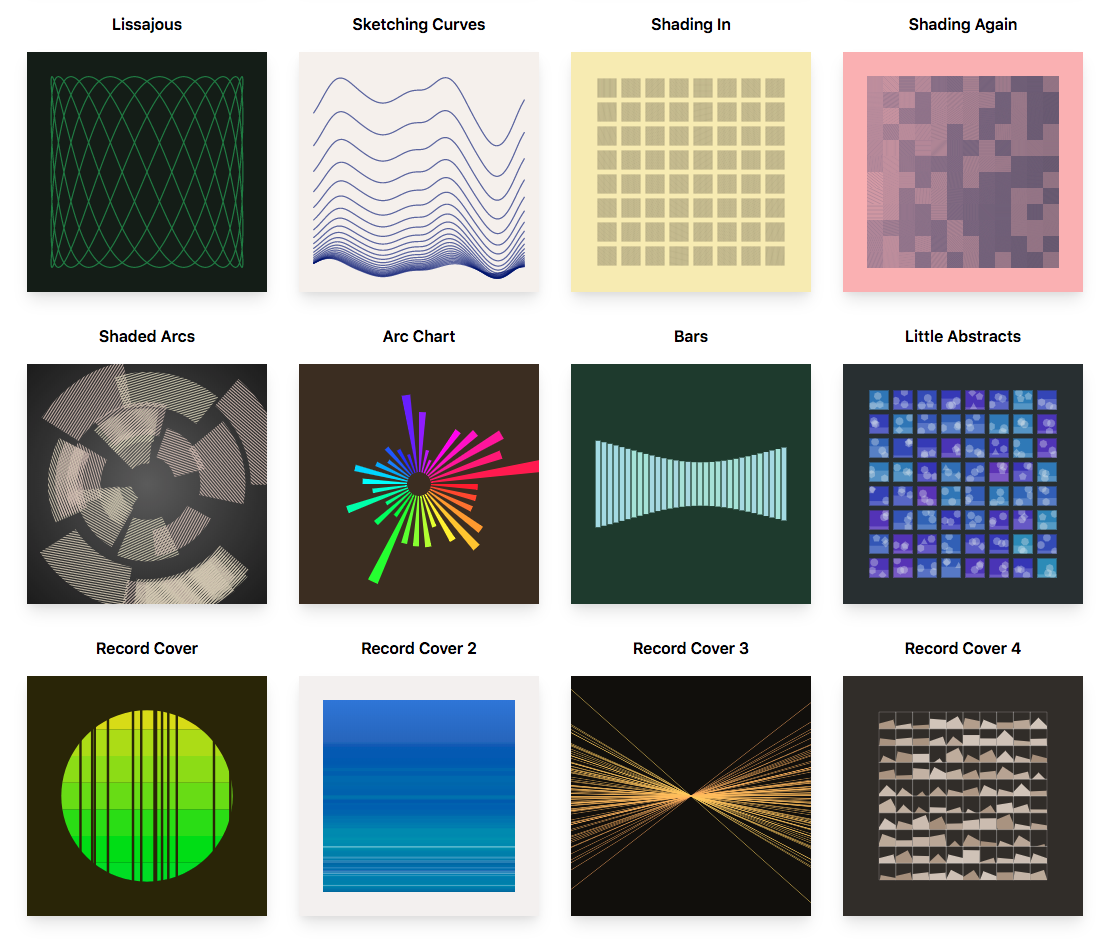 Lissajous
Sketching Curves
Shading In
Shading Again
Shaded Arcs
Arc Chart
Bars
Little Abstracts
Record Cover
Record Cover 2
Record Cover 3
Record Cover 4